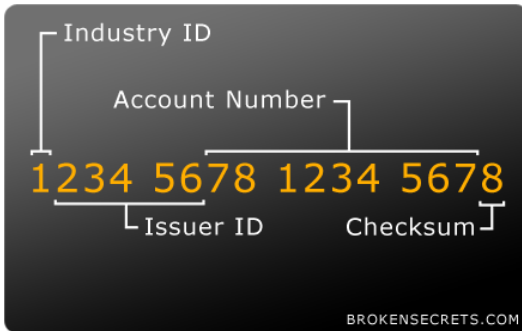 Industry ID
Account Number
1234 5678 1234 5678
Issuer ID
Checksum
BROKENSECRETS.COM